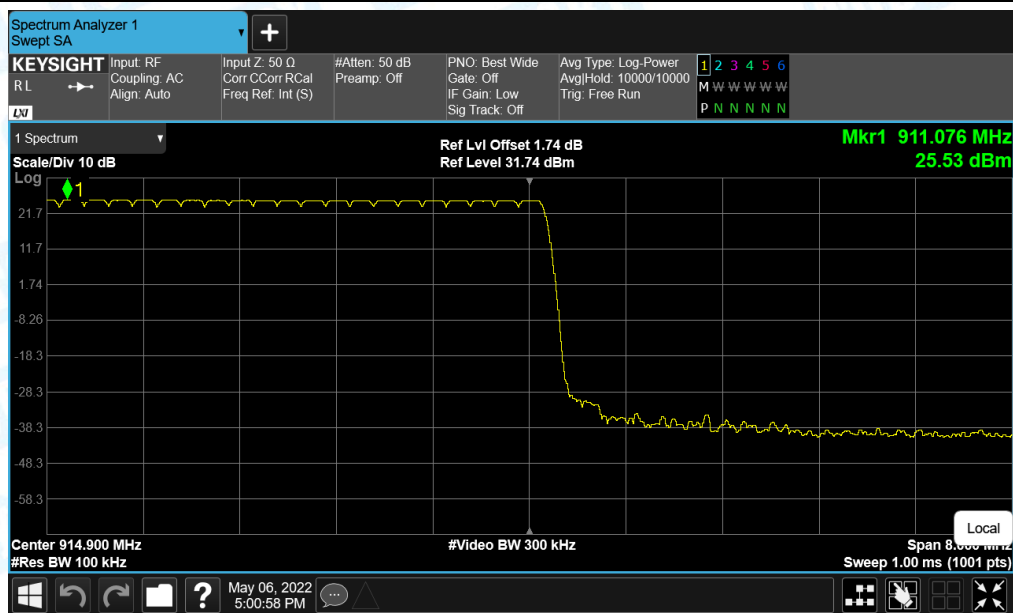 Spectrum Analyzer 1
Swept SA
+
KEYSIGHT
R L
LXI
Input: RF
Coupling: AC
Align: Auto
Input Z: 50 Ω
Corr CCorr RCal
Freq Ref: Int (S)
#Atten: 50 dB
Preamp: Off
PNO: Best Wide
Gate: Off
IF Gain: Low
Sig Track: Off
Avg Type: Log-Power
Avg|Hold: 10000/10000
Trig: Free Run
1 2 3 4 5 6
M W W W W W W
P N N N N N N
1 Spectrum
Scale/Div 10 dB
Ref Lvl Offset 1.74 dB
Ref Level 31.74 dBm
Mkr1 911.076 MHz
25.53 dBm
Log
1
21.7
11.7
1.74
-8.26
-18.3
-28.3
-38.3
-48.3
-58.3
Local
Center 914.900 MHz
#Video BW 300 kHz
Span 8.000 MHz
#Res BW 100 kHz
Sweep 1.00 ms (1001 pts)
?
May 06, 2022
5:00:58 PM